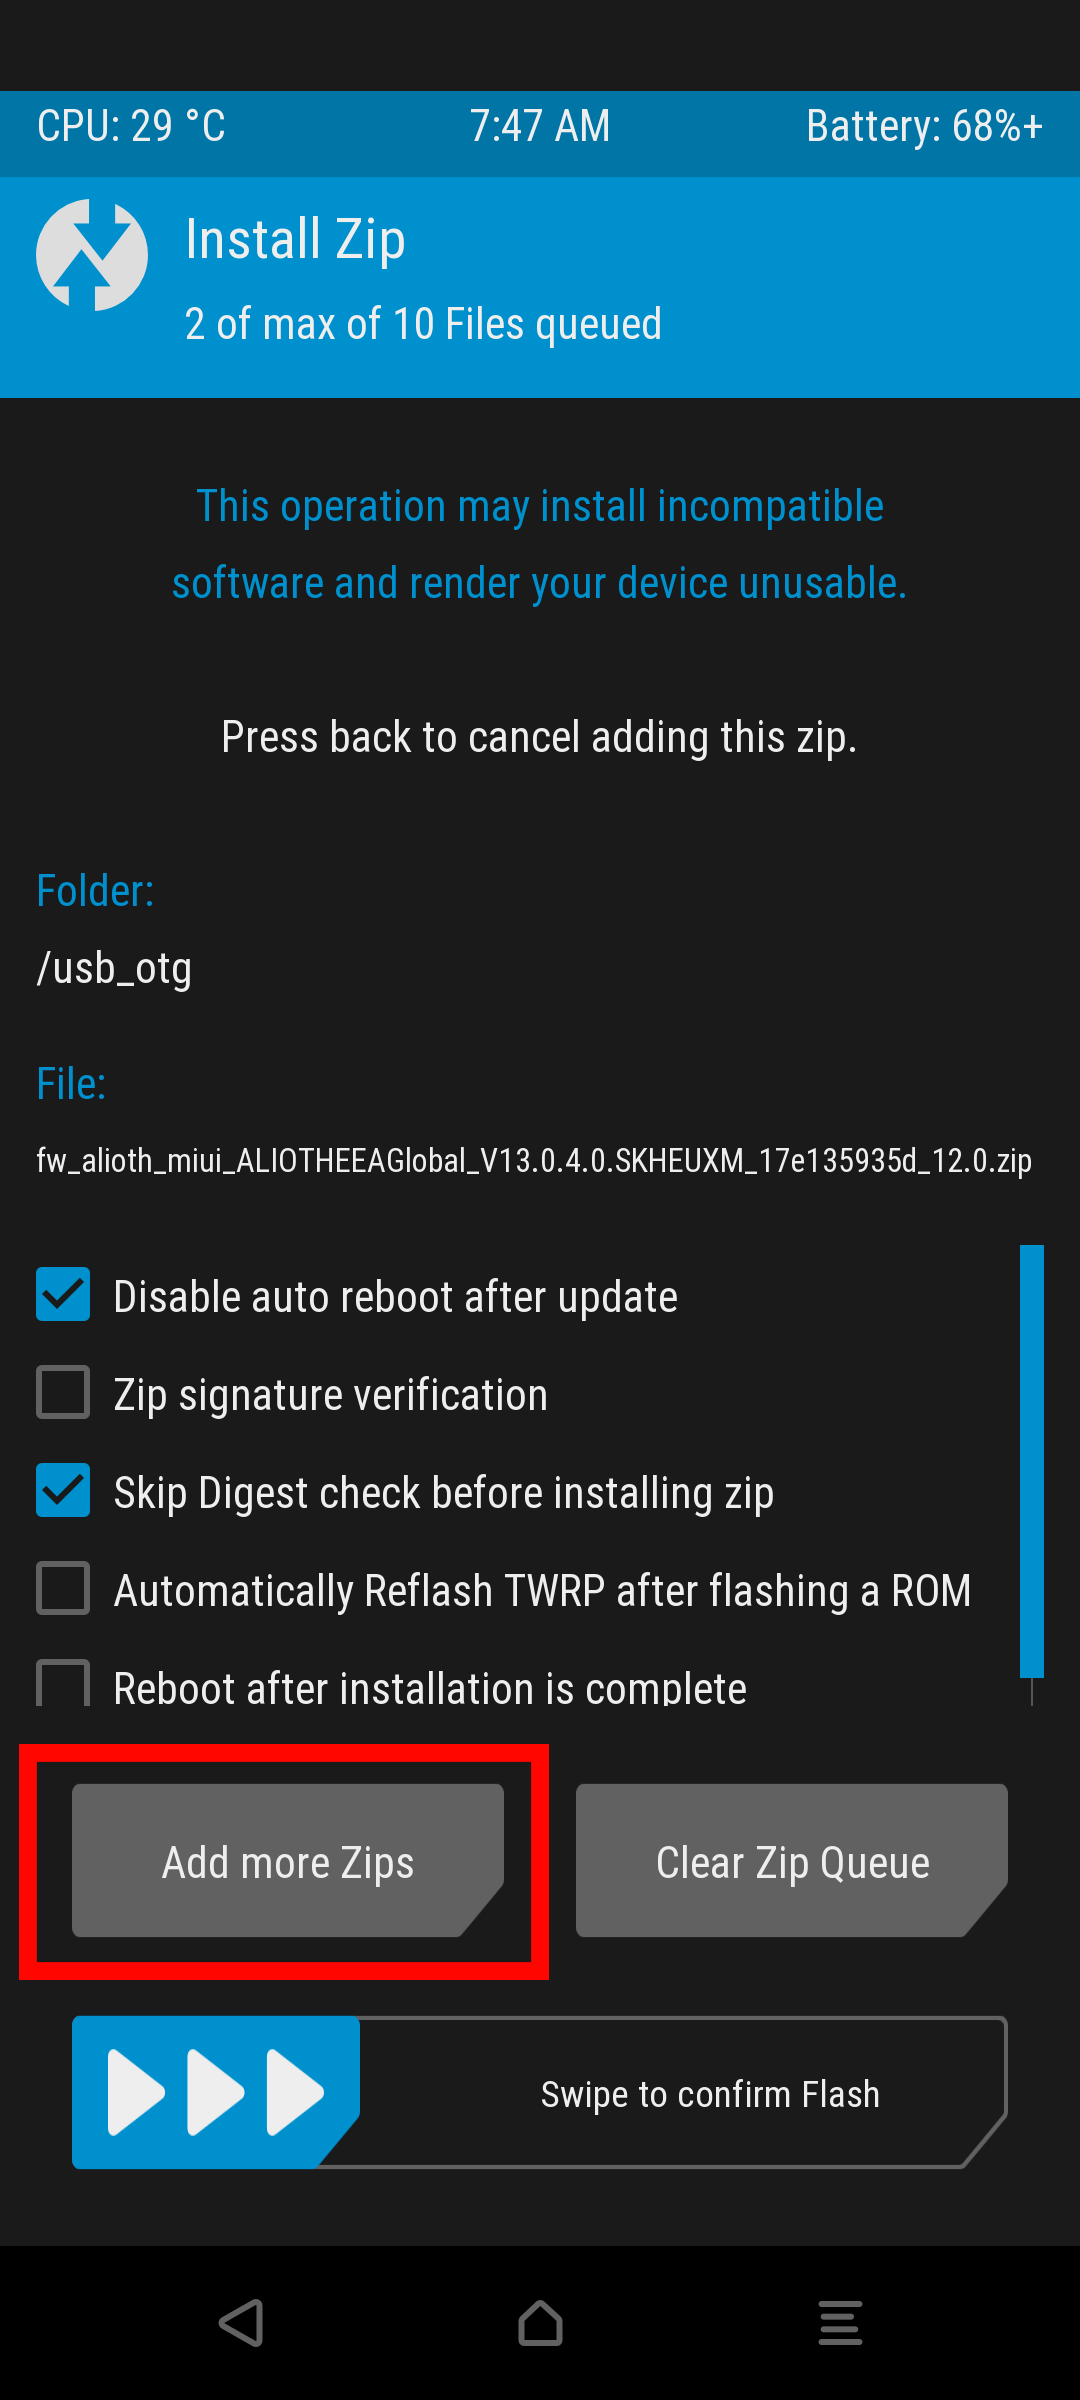 CPU: 29 °C 7:47 AM Battery: 68%+
Install Zip
2 of max of 10 Files queued
This operation may install incompatible
software and render your device unusable.
Press back to cancel adding this zip.
Folder:
/usb_otg
File:
fw_alioth_miui_ALIOTHEEAGlobal_V13.0.4.0.SKHEUXM_17e135935d_12.0.zip
Disable auto reboot after update
Zip signature verification
Skip Digest check before installing zip
Automatically Reflash TWRP after flashing a ROM
Reboot after installation is complete
Add more Zips Clear Zip Queue
Swipe to confirm Flash